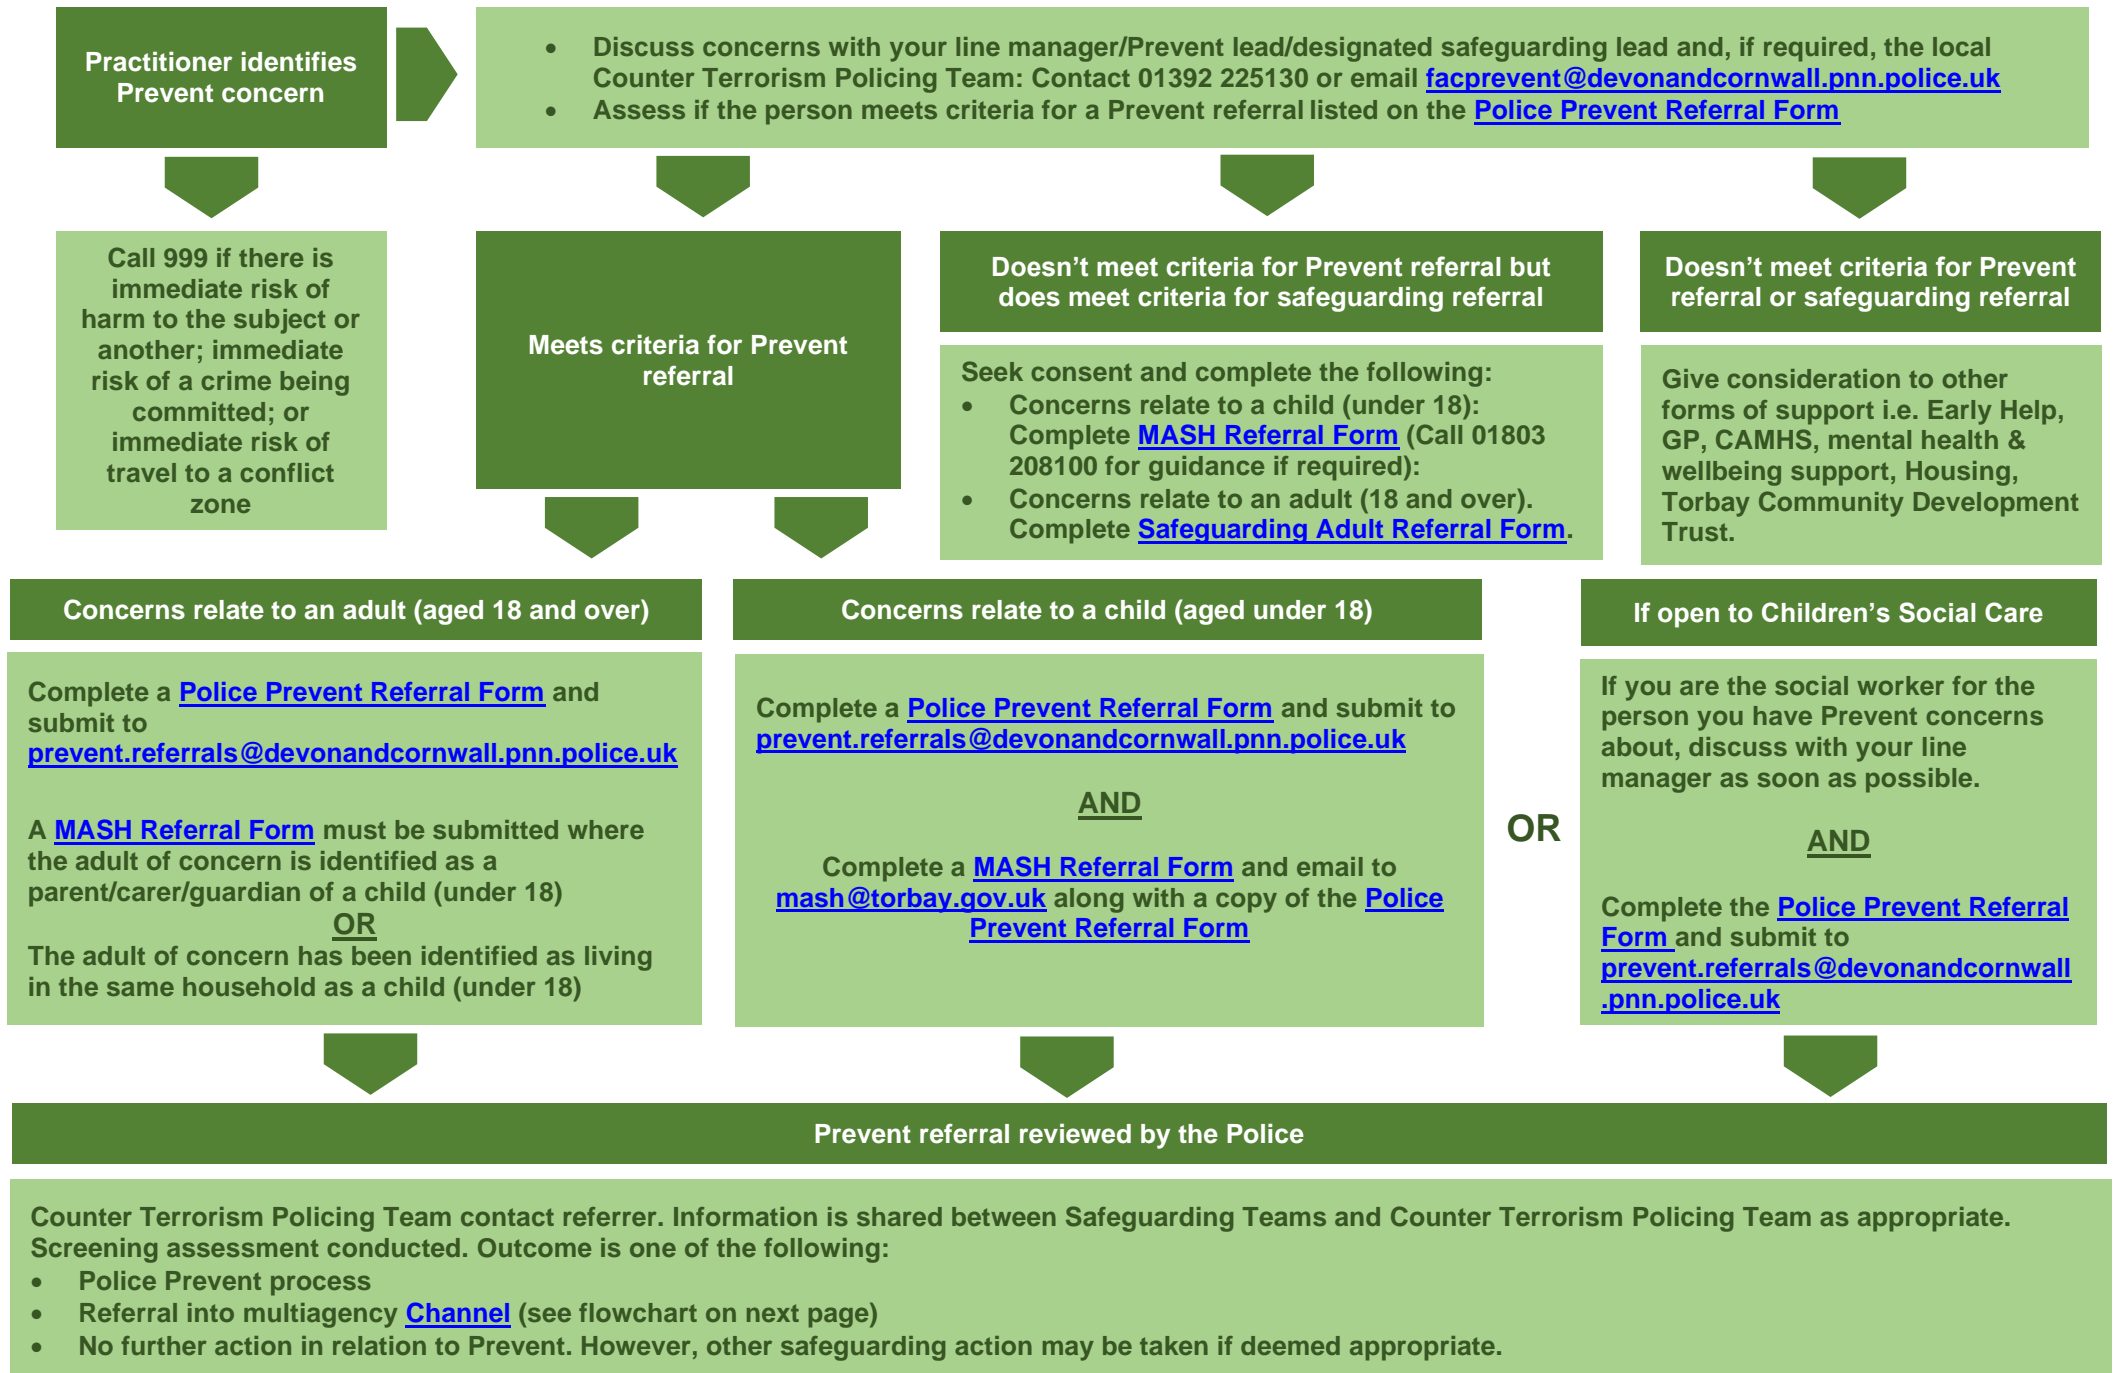 Practitioner identifies
Prevent concern
• Discuss concerns with your line manager/Prevent lead/designated safeguarding lead and, if required, the local
Counter Terrorism Policing Team: Contact 01392 225130 or email facprevent@devonandcornwall.pnn.police.uk
• Assess if the person meets criteria for a Prevent referral listed on the Police Prevent Referral Form
Call 999 if there is
immediate risk of
harm to the subject or
another; immediate
risk of a crime being
committed; or
immediate risk of
travel to a conflict
zone
Meets criteria for Prevent
referral
Doesn’t meet criteria for Prevent referral but
does meet criteria for safeguarding referral
Seek consent and complete the following:
• Concerns relate to a child (under 18):
Complete MASH Referral Form (Call 01803
208100 for guidance if required):
• Concerns relate to an adult (18 and over).
Complete Safeguarding Adult Referral Form.
Doesn’t meet criteria for Prevent
referral or safeguarding referral
Give consideration to other
forms of support i.e. Early Help,
GP, CAMHS, mental health &
wellbeing support, Housing,
Torbay Community Development
Trust.
Concerns relate to an adult (aged 18 and over)
Complete a Police Prevent Referral Form and
submit to
prevent.referrals@devonandcornwall.pnn.police.uk
A MASH Referral Form must be submitted where
the adult of concern is identified as a
parent/carer/guardian of a child (under 18)
OR
The adult of concern has been identified as living
in the same household as a child (under 18)
Concerns relate to a child (aged under 18)
Complete a Police Prevent Referral Form and submit to
prevent.referrals@devonandcornwall.pnn.police.uk
AND
Complete a MASH Referral Form and email to
mash@torbay.gov.uk along with a copy of the Police
Prevent Referral Form
OR
If open to Children’s Social Care
If you are the social worker for the
person you have Prevent concerns
about, discuss with your line
manager as soon as possible.
AND
Complete the Police Prevent Referral
Form and submit to
prevent.referrals@devonandcornwall
.pnn.police.uk
Prevent referral reviewed by the Police
Counter Terrorism Policing Team contact referrer. Information is shared between Safeguarding Teams and Counter Terrorism Policing Team as appropriate.
Screening assessment conducted. Outcome is one of the following:
• Police Prevent process
• Referral into multiagency Channel (see flowchart on next page)
• No further action in relation to Prevent. However, other safeguarding action may be taken if deemed appropriate.